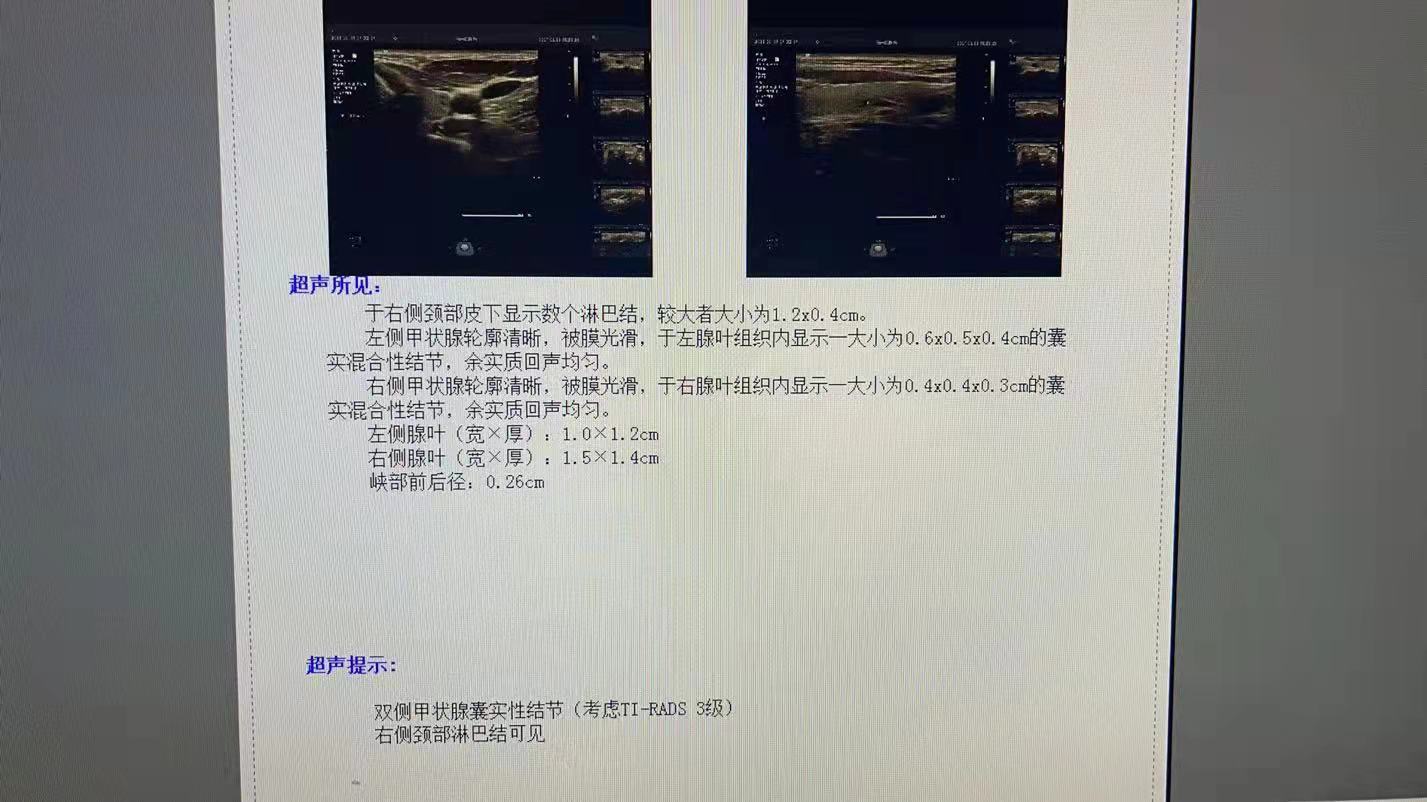 超声所见：
于右侧颈部皮下显示数个淋巴结，较大者大小为1.2x0.4cm。
左侧甲状腺轮廓清晰，被膜光滑，于左腺叶组织内显示一大小为0.6x0.5x0.4cm的囊
实混合性结节，余实质回声均匀。
右侧甲状腺轮廓清晰，被膜光滑，于右腺叶组织内显示一大小为0.4x0.4x0.3cm的囊
实混合性结节，余实质回声均匀。
左侧腺叶（宽×厚）：1.0×1.2cm
右侧腺叶（宽×厚）：1.5×1.4cm
峡部前后径：0.26cm
超声提示：
双侧甲状腺囊实性结节（考虑TI-RADS 3级）
右侧颈部淋巴结可见